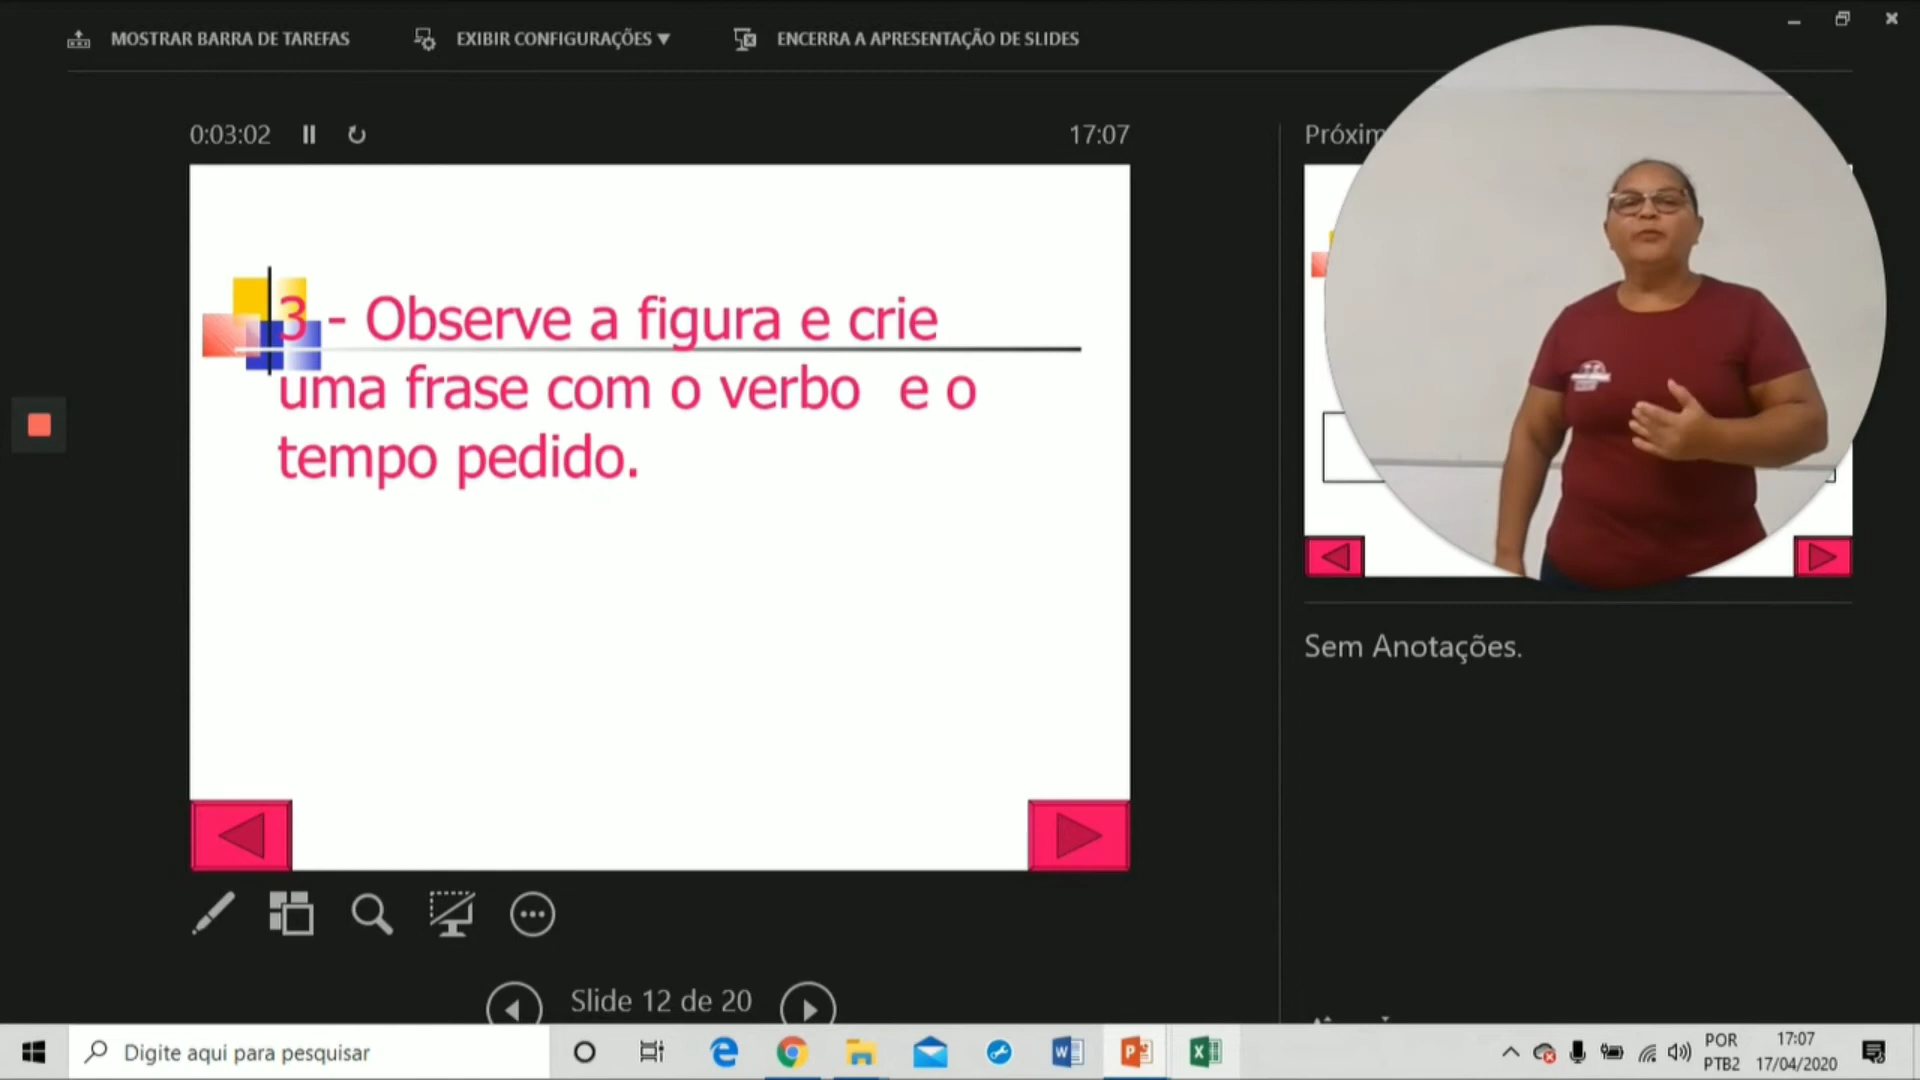 MOSTRAR BARRA DE TAREFAS
EXIBIR CONFIGURAÇÕES
ENCERRA A APRESENTAÇÃO DE SLIDES
0:03:02
17:07
3 - Observe a figura e crie
uma frase com o verbo e o
tempo pedido.
Sem Anotações.
Slide 12 de 20
Digite aqui para pesquisar
POR
PTB2
17:07
17/04/2020